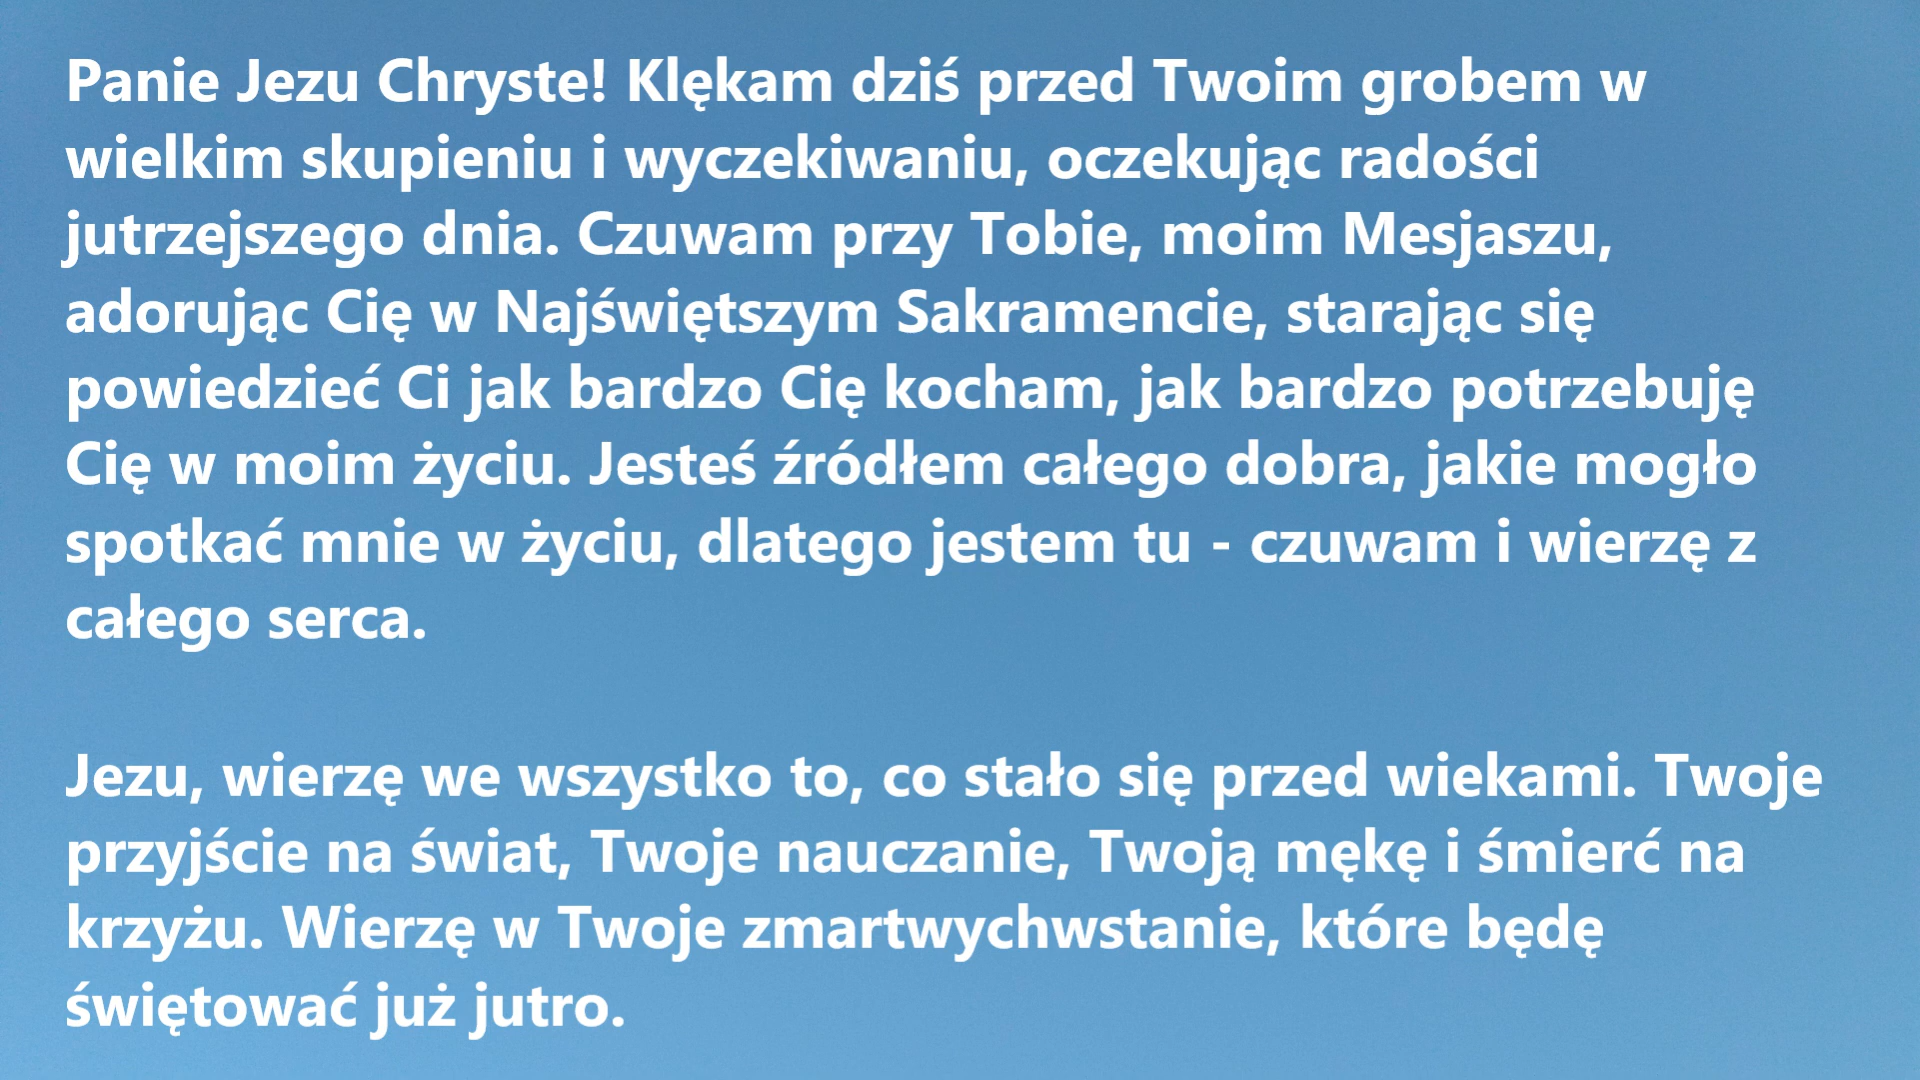 Panie Jezu Chryste! Klękam dziś przed Twoim grobem w
wielkim skupieniu i wyczekiwaniu, oczekując radości
jutrzejszego dnia. Czuwam przy Tobie, moim Mesjaszu,
adorując Cię w Najświętszym Sakramencie, starając się
powiedzieć Ci jak bardzo Cię kocham, jak bardzo potrzebuję
Cię w moim życiu. Jesteś źródłem całego dobra, jakie mogło
spotkać mnie w życiu, dlatego jestem tu - czuwam i wierzę z
całego serca.
Jezu, wierzę we wszystko to, co stało się przed wiekami. Twoje
przyjście na świat, Twoje nauczanie, Twoją mękę i śmierć na
krzyżu. Wierzę w Twoje zmartwychwstanie, które będę
świętować już jutro.